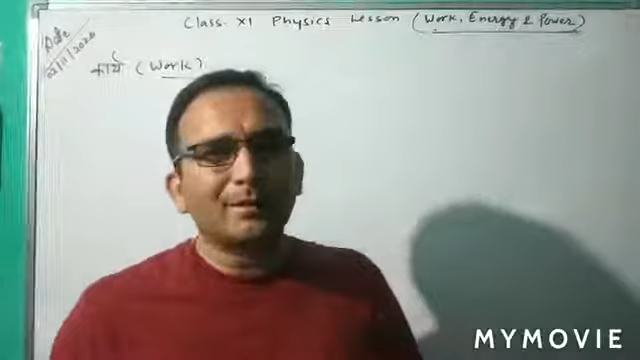 Class- XI Physics Lesson (Work, Energy & Power)
Date
02/11/2020
कार्य (Work)
MYMOVIE